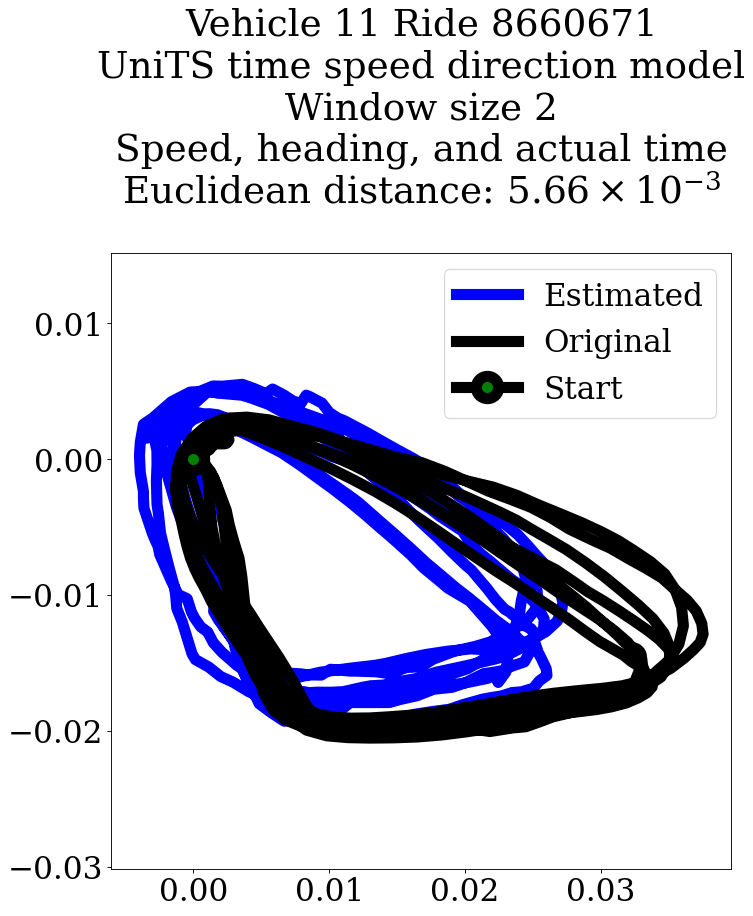 Vehicle 11 Ride 8660671
UniTS time speed direction model
Window size 2
Speed, heading, and actual time
Euclidean distance: 5.66 × 10⁻³
Estimated
Original
Start
0.01
0.00
−0.01
−0.02
−0.03
0.00 0.01 0.02 0.03